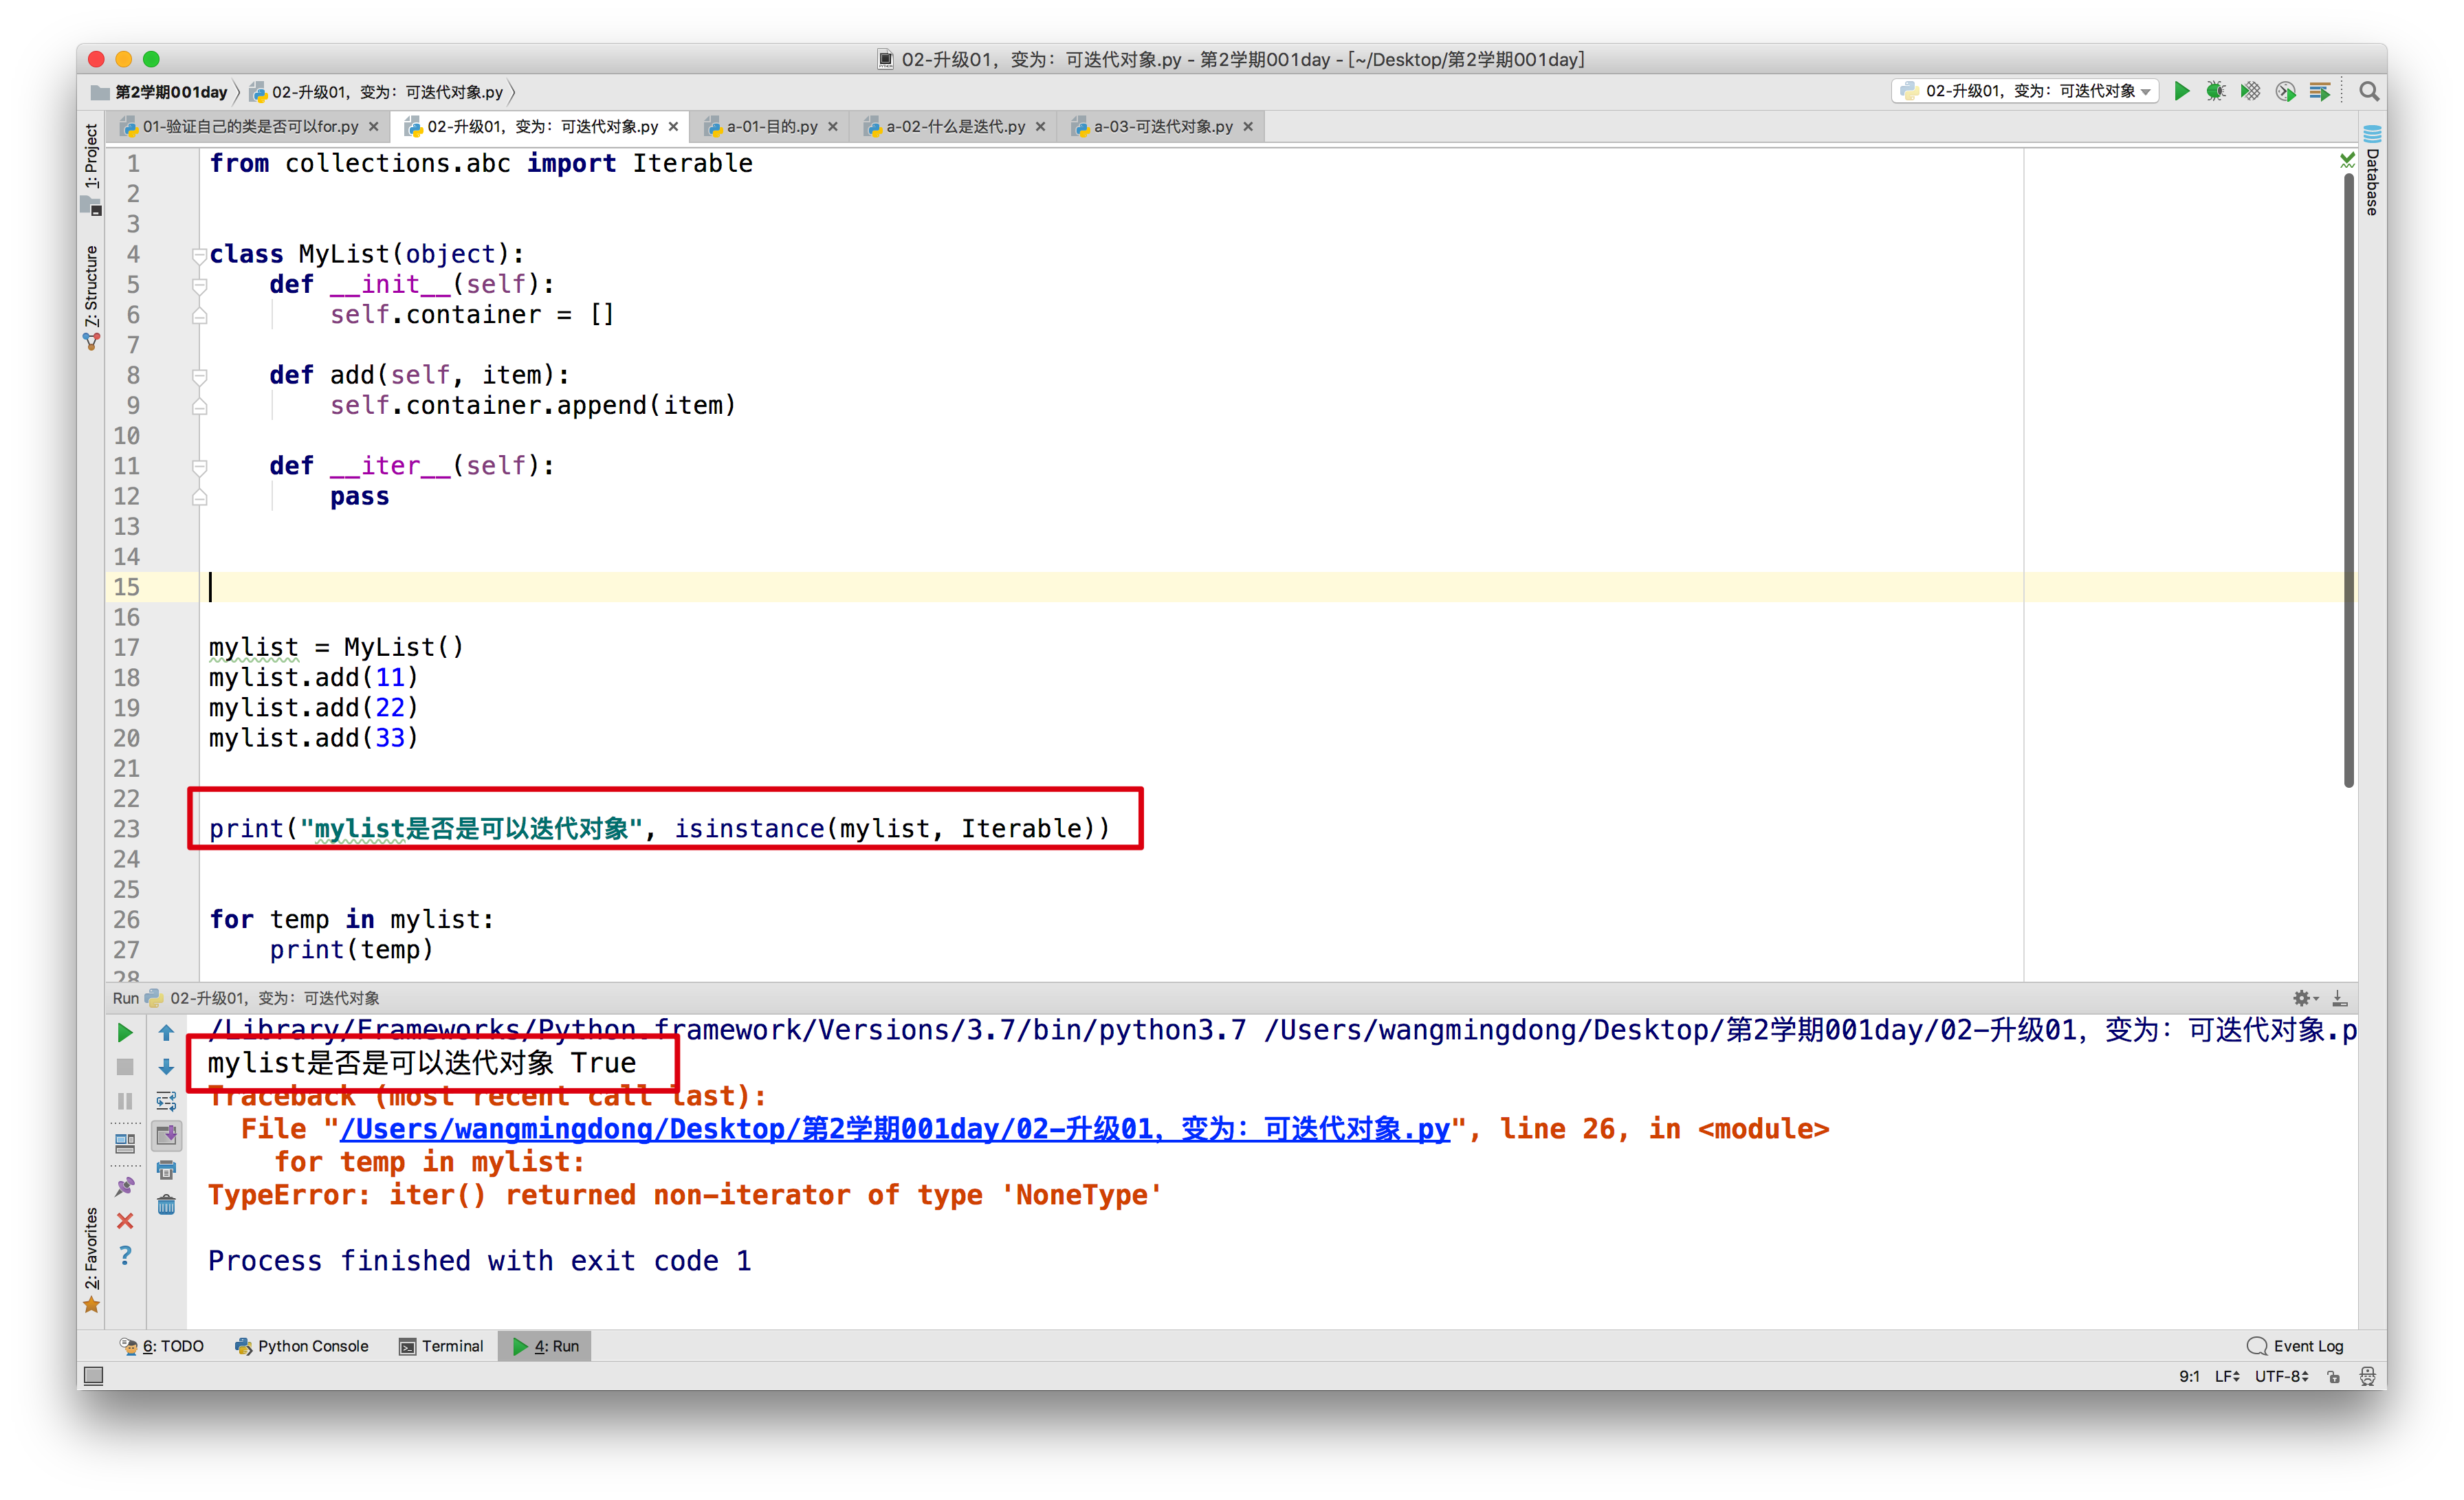 02-升级01，变为：可迭代对象.py - 第2学期001day - [~/Desktop/第2学期001day]
第2学期001day 02-升级01，变为：可迭代对象.py
02-升级01，变为：可迭代对象
01-验证自己的类是否可以for.py
02-升级01，变为：可迭代对象.py
a-01-目的.py
a-02-什么是迭代.py
a-03-可迭代对象.py
1: Project
7: Structure
2: Favorites
Database
1 from collections.abc import Iterable
2
3
4 class MyList(object):
5     def __init__(self):
6         self.container = []
7
8     def add(self, item):
9         self.container.append(item)
10
11     def __iter__(self):
12         pass
13
14
15
16
17 mylist = MyList()
18 mylist.add(11)
19 mylist.add(22)
20 mylist.add(33)
21
22
23 print("mylist是否是可以迭代对象", isinstance(mylist, Iterable))
24
25
26 for temp in mylist:
27     print(temp)
28
Run 02-升级01，变为：可迭代对象
/Library/Frameworks/Python.framework/Versions/3.7/bin/python3.7 /Users/wangmingdong/Desktop/第2学期001day/02-升级01，变为：可迭代对象.p
mylist是否是可以迭代对象 True
Traceback (most recent call last):
  File "/Users/wangmingdong/Desktop/第2学期001day/02-升级01，变为：可迭代对象.py", line 26, in <module>
    for temp in mylist:
TypeError: iter() returned non-iterator of type 'NoneType'
Process finished with exit code 1
6: TODO
Python Console
Terminal
4: Run
Event Log
9:1 LF UTF-8